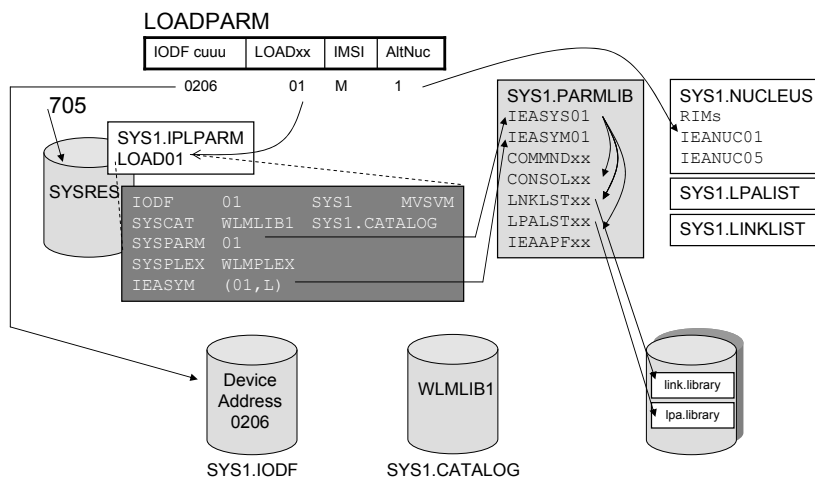 LOADPARM
IODF cuuu LOADxx IMSI AltNuc
0206 01 M 1
705
SYSRES
SYS1.IPLPARM
LOAD01
IODF 01 SYS1 MVSVM
SYSCAT WLMLIB1 SYS1.CATALOG
SYSPARM 01
SYSPLEX WLMPLEX
IEASYM (01,L)
SYS1.PARMLIB
IEASYS01
IEASYM01
COMMNDxx
CONSOLxx
LNKLSTxx
LPALSTxx
IEAAPFxx
SYS1.NUCLEUS
RIMs
IEANUC01
IEANUC05
SYS1.LPALIST
SYS1.LINKLIST
Device
Address
0206
SYS1.IODF
WLMLIB1
SYS1.CATALOG
link.library
lpa.library